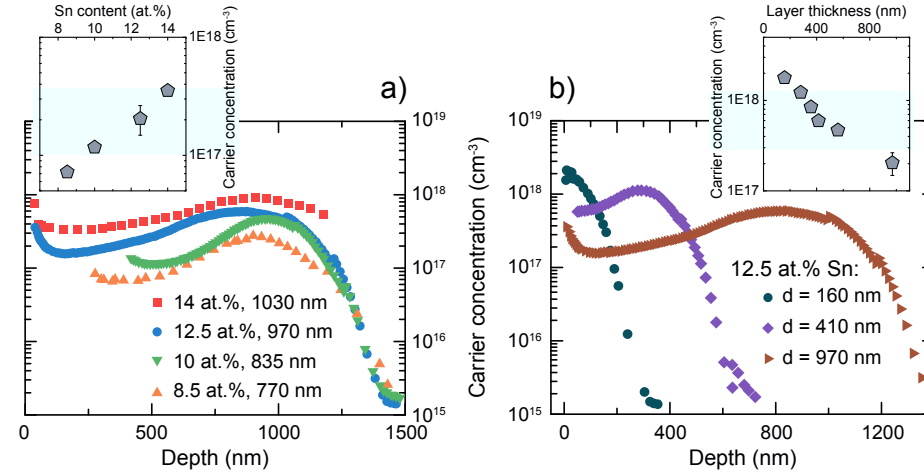 Sn content (at.%)
8 10 12 14
1E18
1E17
Carrier concentration (cm⁻³)
a)
10¹⁹
10¹⁸
10¹⁷
10¹⁶
10¹⁵
14 at.%, 1030 nm
12.5 at.%, 970 nm
10 at.%, 835 nm
8.5 at.%, 770 nm
0 500 1000 1500
Depth (nm)
b)
Layer thickness (nm)
0 400 800
1E18
1E17
Carrier concentration (cm⁻³)
Carrier concentration (cm⁻³)
10¹⁹
10¹⁸
10¹⁷
10¹⁶
10¹⁵
12.5 at.% Sn:
d = 160 nm
d = 410 nm
d = 970 nm
0 400 800 1200
Depth (nm)